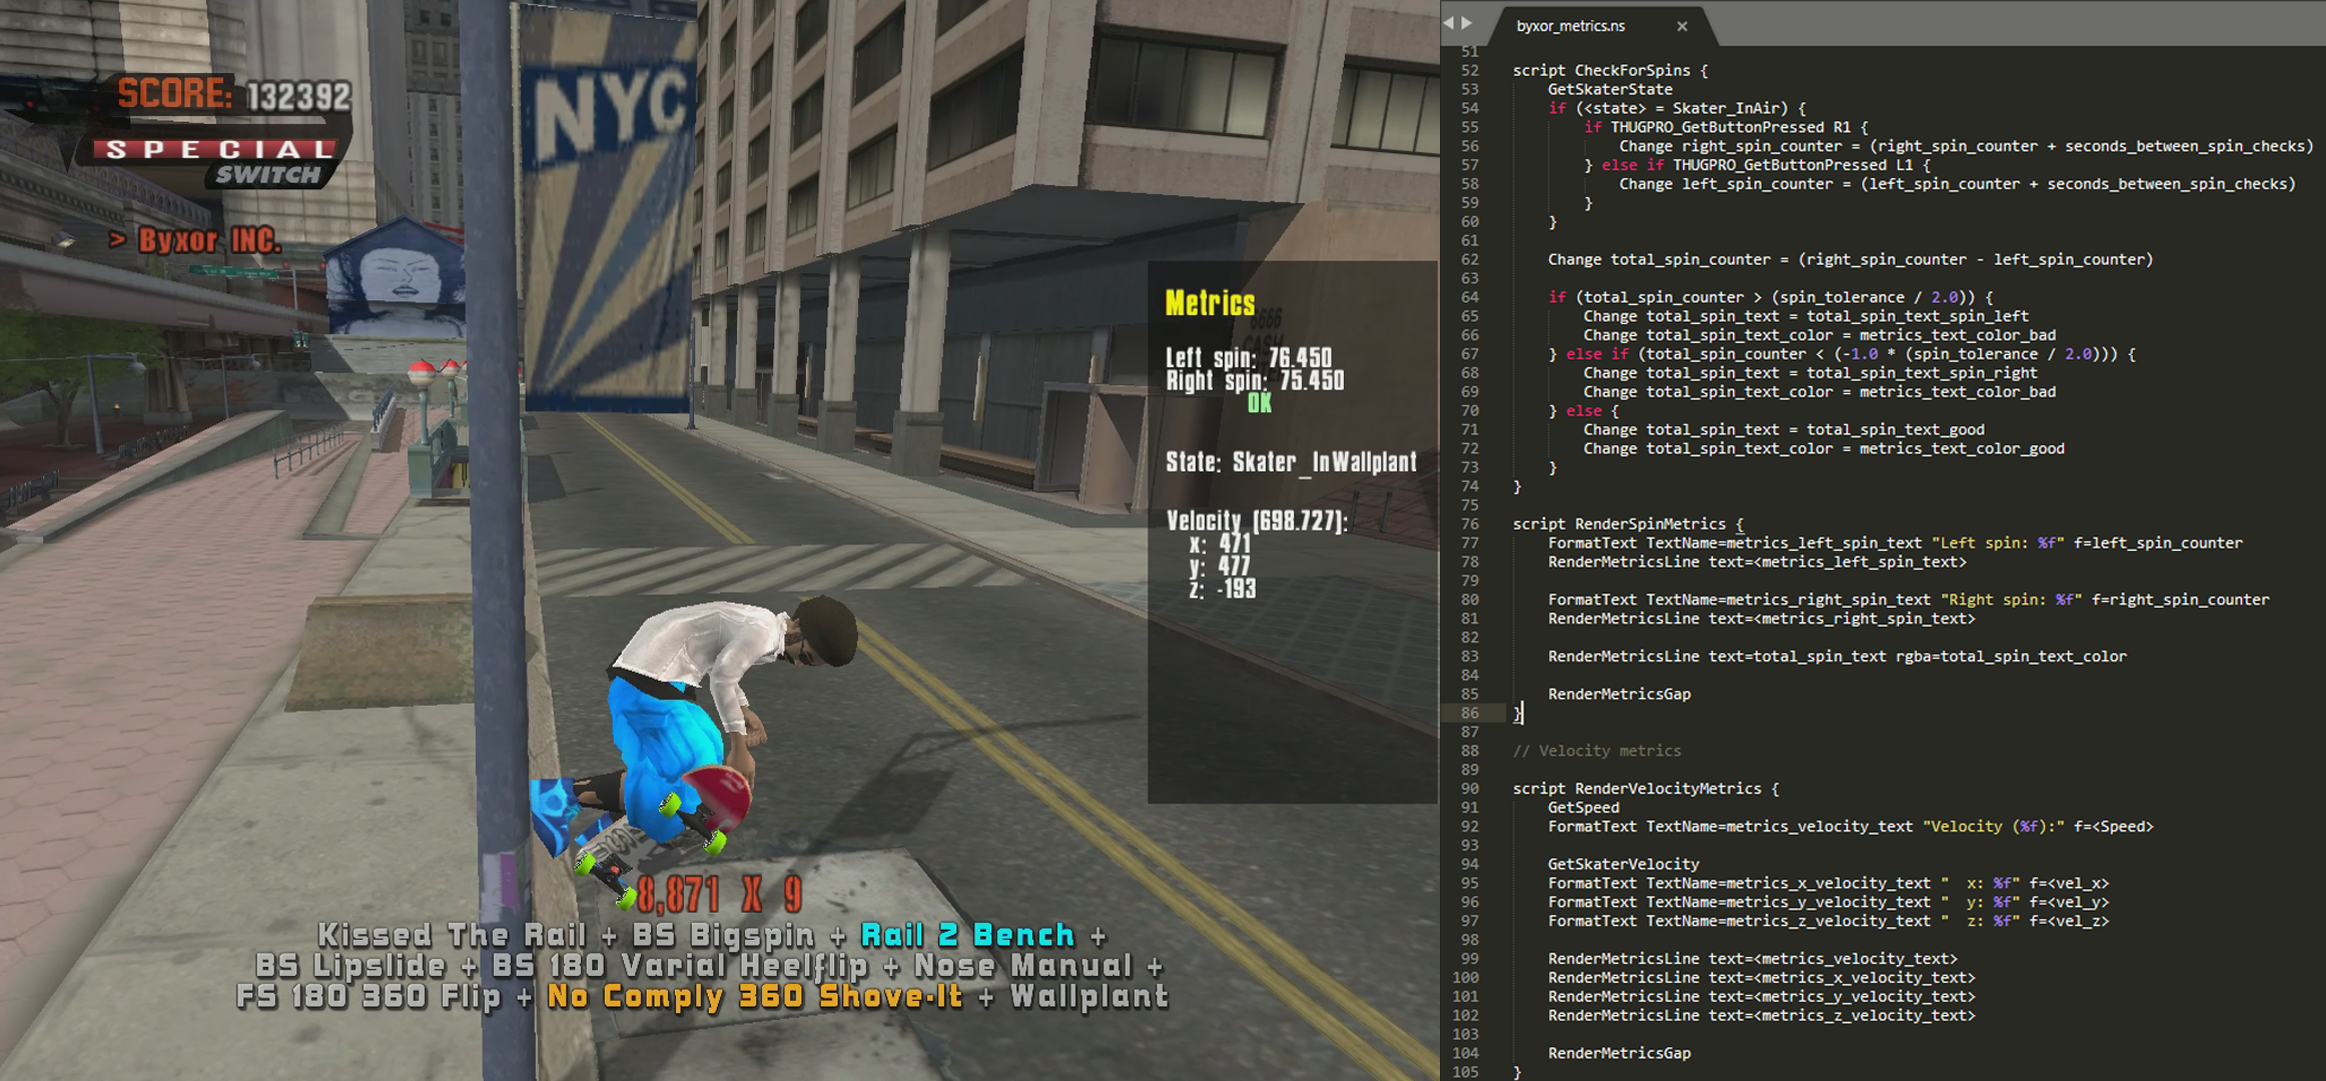 SCORE: 132392
SPECIAL
SWITCH
> Byxor INC.
NYC
6666
CASH
Metrics
Left spin: 76.450
Right spin: 75.450
OK
State: Skater_InWallplant
Velocity (698.727):
x: 471
y: 477
z: -193
8,871 X 9
Kissed The Rail + BS Bigspin + Rail 2 Bench +
BS Lipslide + BS 180 Varial Heelflip + Nose Manual +
FS 180 360 Flip + No Comply 360 Shove-It + Wallplant
byxor_metrics.ns ×
51
52 script CheckForSpins {
53 GetSkaterState
54 if (<state> = Skater_InAir) {
55 if THUGPRO_GetButtonPressed R1 {
56 Change right_spin_counter = (right_spin_counter + seconds_between_spin_checks)
57 } else if THUGPRO_GetButtonPressed L1 {
58 Change left_spin_counter = (left_spin_counter + seconds_between_spin_checks)
59 }
60 }
61
62 Change total_spin_counter = (right_spin_counter - left_spin_counter)
63
64 if (total_spin_counter > (spin_tolerance / 2.0)) {
65 Change total_spin_text = total_spin_text_spin_left
66 Change total_spin_text_color = metrics_text_color_bad
67 } else if (total_spin_counter < (-1.0 * (spin_tolerance / 2.0))) {
68 Change total_spin_text = total_spin_text_spin_right
69 Change total_spin_text_color = metrics_text_color_bad
70 } else {
71 Change total_spin_text = total_spin_text_good
72 Change total_spin_text_color = metrics_text_color_good
73 }
74 }
75
76 script RenderSpinMetrics {
77 FormatText TextName=metrics_left_spin_text "Left spin: %f" f=left_spin_counter
78 RenderMetricsLine text=<metrics_left_spin_text>
79
80 FormatText TextName=metrics_right_spin_text "Right spin: %f" f=right_spin_counter
81 RenderMetricsLine text=<metrics_right_spin_text>
82
83 RenderMetricsLine text=total_spin_text rgba=total_spin_text_color
84
85 RenderMetricsGap
86 }
87
88 // Velocity metrics
89
90 script RenderVelocityMetrics {
91 GetSpeed
92 FormatText TextName=metrics_velocity_text "Velocity (%f):" f=<Speed>
93
94 GetSkaterVelocity
95 FormatText TextName=metrics_x_velocity_text "  x: %f" f=<vel_x>
96 FormatText TextName=metrics_y_velocity_text "  y: %f" f=<vel_y>
97 FormatText TextName=metrics_z_velocity_text "  z: %f" f=<vel_z>
98
99 RenderMetricsLine text=<metrics_velocity_text>
100 RenderMetricsLine text=<metrics_x_velocity_text>
101 RenderMetricsLine text=<metrics_y_velocity_text>
102 RenderMetricsLine text=<metrics_z_velocity_text>
103
104 RenderMetricsGap
105 }